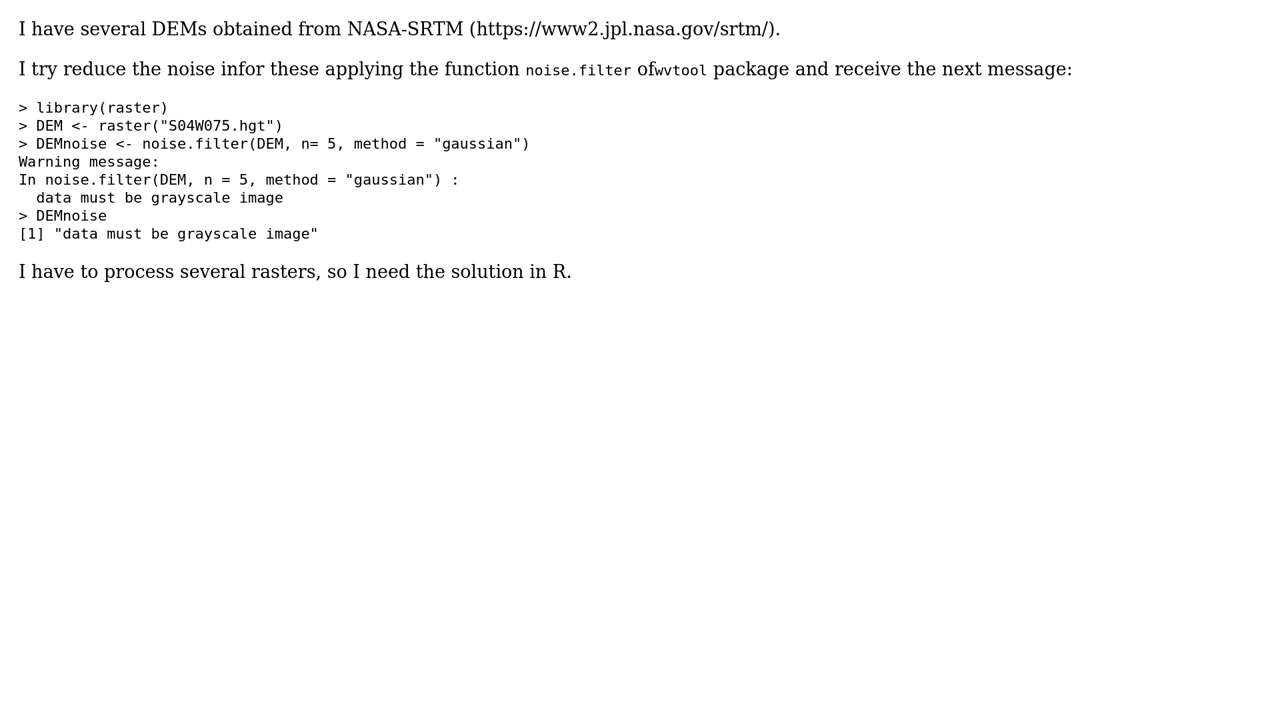 I have several DEMs obtained from NASA-SRTM (https://www2.jpl.nasa.gov/srtm/).
I try reduce the noise infor these applying the function noise.filter ofwvtool package and receive the next message:
> library(raster)
> DEM <- raster("S04W075.hgt")
> DEMnoise <- noise.filter(DEM, n= 5, method = "gaussian")
Warning message:
In noise.filter(DEM, n = 5, method = "gaussian") :
  data must be grayscale image
> DEMnoise
[1] "data must be grayscale image"
I have to process several rasters, so I need the solution in R.